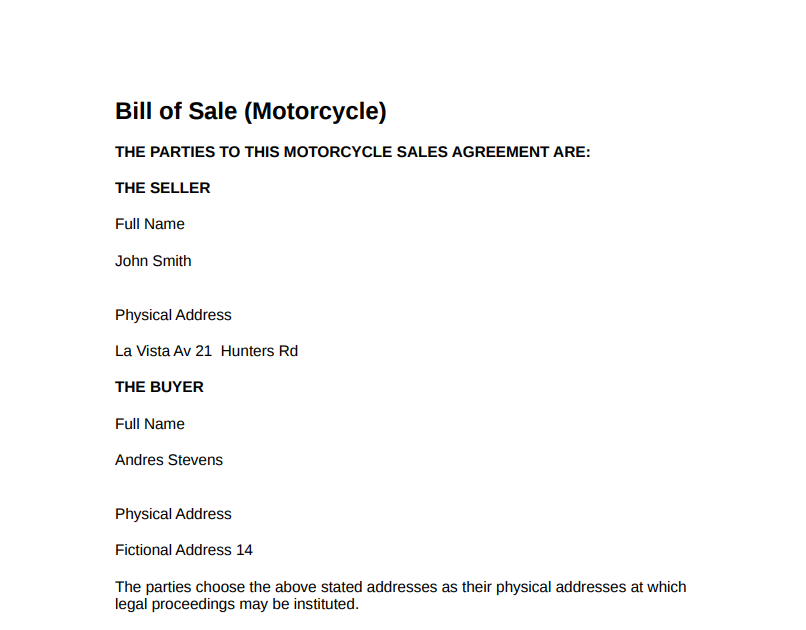 Bill of Sale (Motorcycle)
THE PARTIES TO THIS MOTORCYCLE SALES AGREEMENT ARE:
THE SELLER
Full Name
John Smith
Physical Address
La Vista Av 21  Hunters Rd
THE BUYER
Full Name
Andres Stevens
Physical Address
Fictional Address 14
The parties choose the above stated addresses as their physical addresses at which
legal proceedings may be instituted.